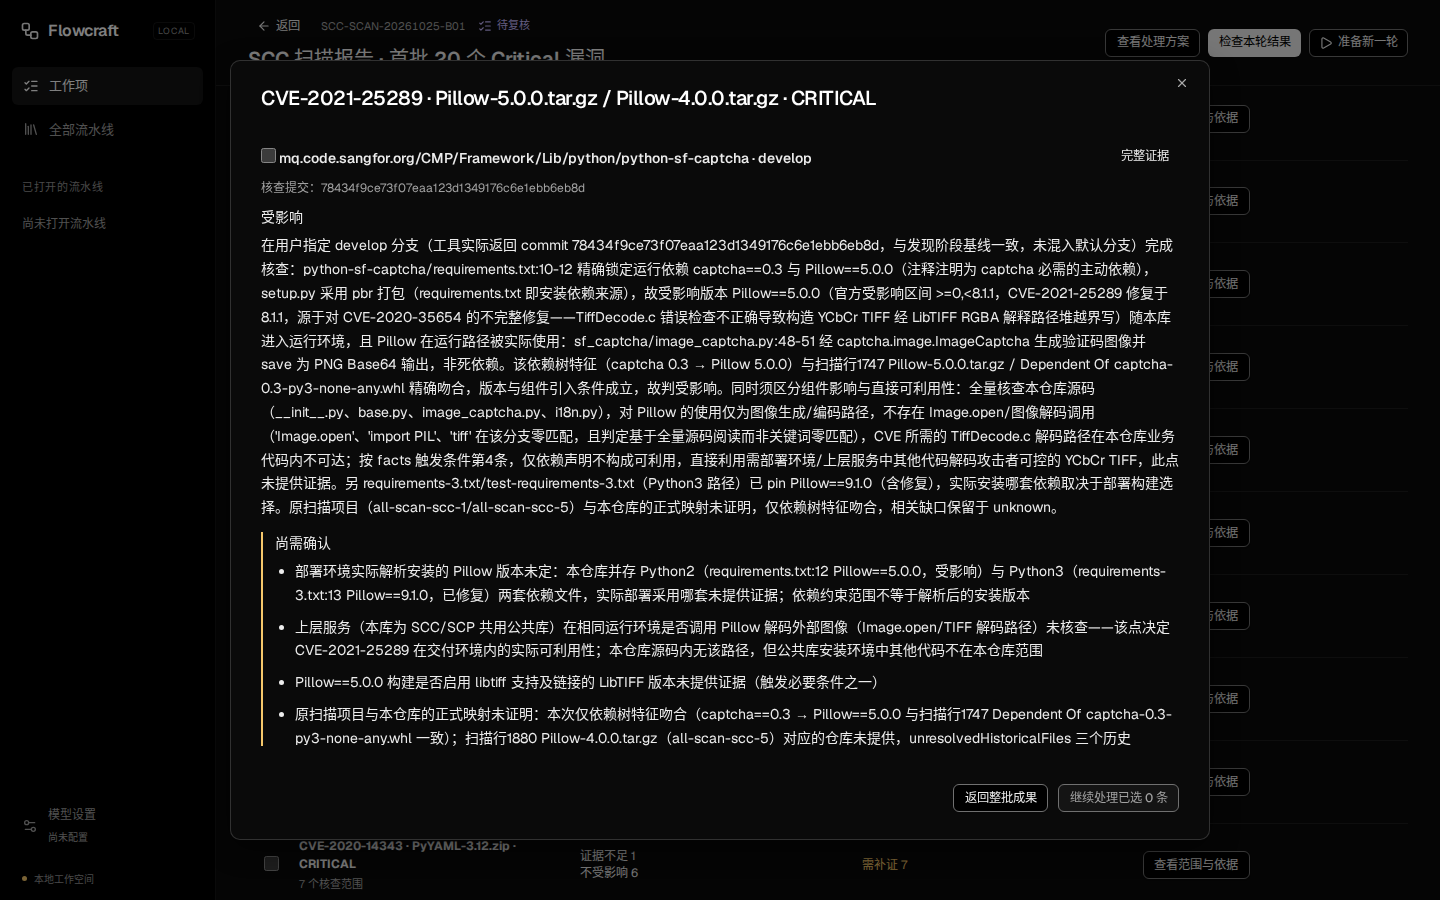 Flowcraft
LOCAL
工作项
全部流水线
已打开的流水线
尚未打开流水线
模型设置
尚未配置
本地工作空间
返回
SCC-SCAN-20261025-B01
待复核
SCC 扫描报告 · 首批 20 个 Critical 漏洞
查看处理方案
检查本轮结果
准备新一轮
CVE-2021-25289 · Pillow-5.0.0.tar.gz / Pillow-4.0.0.tar.gz · CRITICAL
mq.code.sangfor.org/CMP/Framework/Lib/python/python-sf-captcha · develop
完整证据
核查提交：78434f9ce73f07eaa123d1349176c6e1ebb6eb8d
受影响
在用户指定 develop 分支（工具实际返回 commit 78434f9ce73f07eaa123d1349176c6e1ebb6eb8d，与发现阶段基线一致，未混入默认分支）完成
核查：python-sf-captcha/requirements.txt:10-12 精确锁定运行依赖 captcha==0.3 与 Pillow==5.0.0（注释注明为 captcha 必需的主动依赖），
setup.py 采用 pbr 打包（requirements.txt 即安装依赖来源），故受影响版本 Pillow==5.0.0（官方受影响区间 >=0,<8.1.1，CVE-2021-25289 修复于
8.1.1，源于对 CVE-2020-35654 的不完整修复——TiffDecode.c 错误检查不正确导致构造 YCbCr TIFF 经 LibTIFF RGBA 解释路径堆越界写）随本库
进入运行环境，且 Pillow 在运行路径被实际使用：sf_captcha/image_captcha.py:48-51 经 captcha.image.ImageCaptcha 生成验证码图像并
save 为 PNG Base64 输出，非死依赖。该依赖树特征（captcha 0.3 → Pillow 5.0.0）与扫描行1747 Pillow-5.0.0.tar.gz / Dependent Of captcha-
0.3-py3-none-any.whl 精确吻合，版本与组件引入条件成立，故判受影响。同时须区分组件影响与直接可利用性：全量核查本仓库源码
（__init__.py、base.py、image_captcha.py、i18n.py），对 Pillow 的使用仅为图像生成/编码路径，不存在 Image.open/图像解码调用
（'Image.open'、'import PIL'、'tiff' 在该分支零匹配，且判定基于全量源码阅读而非关键词零匹配），CVE 所需的 TiffDecode.c 解码路径在本仓库业务
代码内不可达；按 facts 触发条件第4条，仅依赖声明不构成可利用，直接利用需部署环境/上层服务中其他代码解码攻击者可控的 YCbCr TIFF，此点
未提供证据。另 requirements-3.txt/test-requirements-3.txt（Python3 路径）已 pin Pillow==9.1.0（含修复），实际安装哪套依赖取决于部署构建选
择。原扫描项目（all-scan-scc-1/all-scan-scc-5）与本仓库的正式映射未证明，仅依赖树特征吻合，相关缺口保留于 unknown。
尚需确认
部署环境实际解析安装的 Pillow 版本未定：本仓库并存 Python2（requirements.txt:12 Pillow==5.0.0，受影响）与 Python3（requirements-
3.txt:13 Pillow==9.1.0，已修复）两套依赖文件，实际部署采用哪套未提供证据；依赖约束范围不等于解析后的安装版本
上层服务（本库为 SCC/SCP 共用公共库）在相同运行环境是否调用 Pillow 解码外部图像（Image.open/TIFF 解码路径）未核查——该点决定
CVE-2021-25289 在交付环境内的实际可利用性；本仓库源码内无该路径，但公共库安装环境中其他代码不在本仓库范围
Pillow==5.0.0 构建是否启用 libtiff 支持及链接的 LibTIFF 版本未提供证据（触发必要条件之一）
原扫描项目与本仓库的正式映射未证明：本次仅依赖树特征吻合（captcha==0.3 → Pillow==5.0.0 与扫描行1747 Dependent Of captcha-0.3-
py3-none-any.whl 一致）；扫描行1880 Pillow-4.0.0.tar.gz（all-scan-scc-5）对应的仓库未提供，unresolvedHistoricalFiles 三个历史
返回整批成果
继续处理已选 0 条
与依据
与依据
与依据
与依据
与依据
与依据
与依据
与依据
与依据
CVE-2020-14343 · PyYAML-3.12.zip ·
CRITICAL
7 个核查范围
证据不足 1
不受影响 6
需补证 7
查看范围与依据